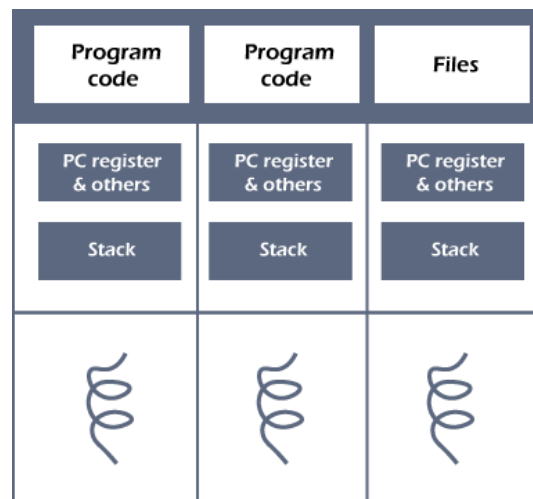 Program
code
Program
code
Files
PC register
& others
PC register
& others
PC register
& others
Stack
Stack
Stack